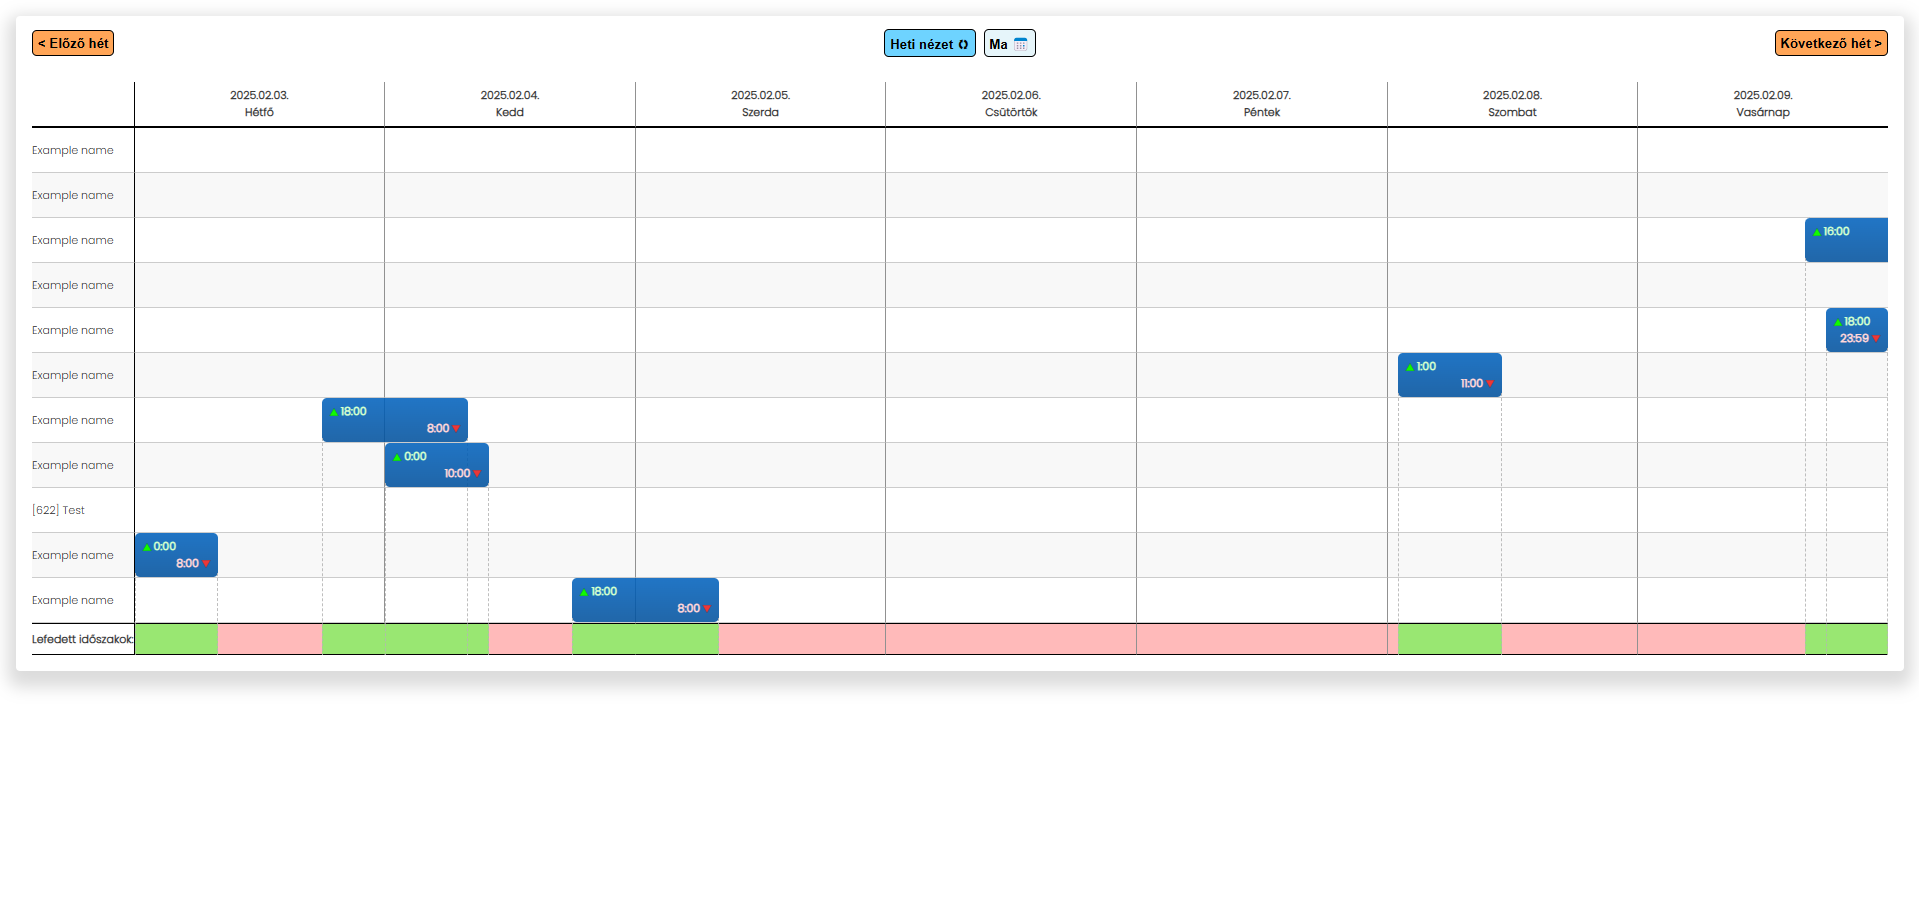 < Előző hét
Heti nézet
Ma
Következő hét >
2025.02.03.
Hétfő
2025.02.04.
Kedd
2025.02.05.
Szerda
2025.02.06.
Csütörtök
2025.02.07.
Péntek
2025.02.08.
Szombat
2025.02.09.
Vasárnap
Example name
Example name
Example name
▲ 16:00
Example name
Example name
▲ 18:00
23:59 ▼
Example name
▲ 1:00
11:00 ▼
Example name
▲ 18:00
8:00 ▼
Example name
▲ 0:00
10:00 ▼
[622] Test
Example name
▲ 0:00
8:00 ▼
Example name
▲ 18:00
8:00 ▼
Lefedett időszakok: